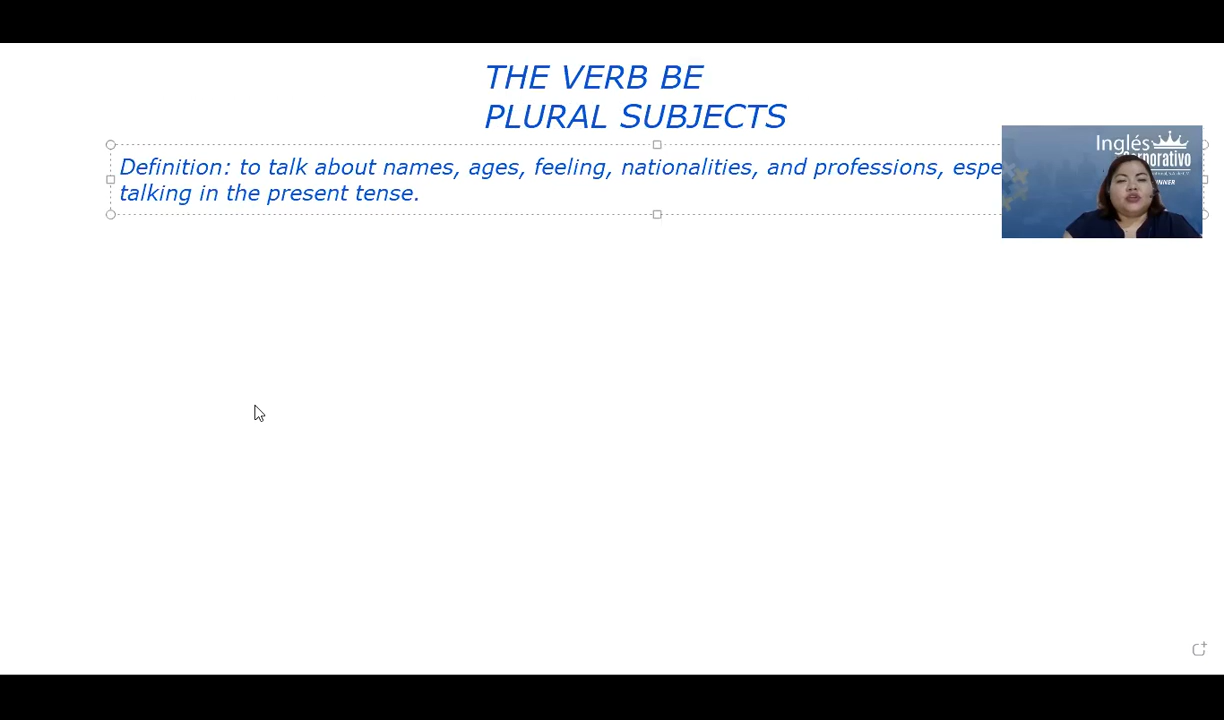 THE VERB BE
PLURAL SUBJECTS
Definition: to talk about names, ages, feeling, nationalities, and professions,
talking in the present tense.
Inglés
Corporativo